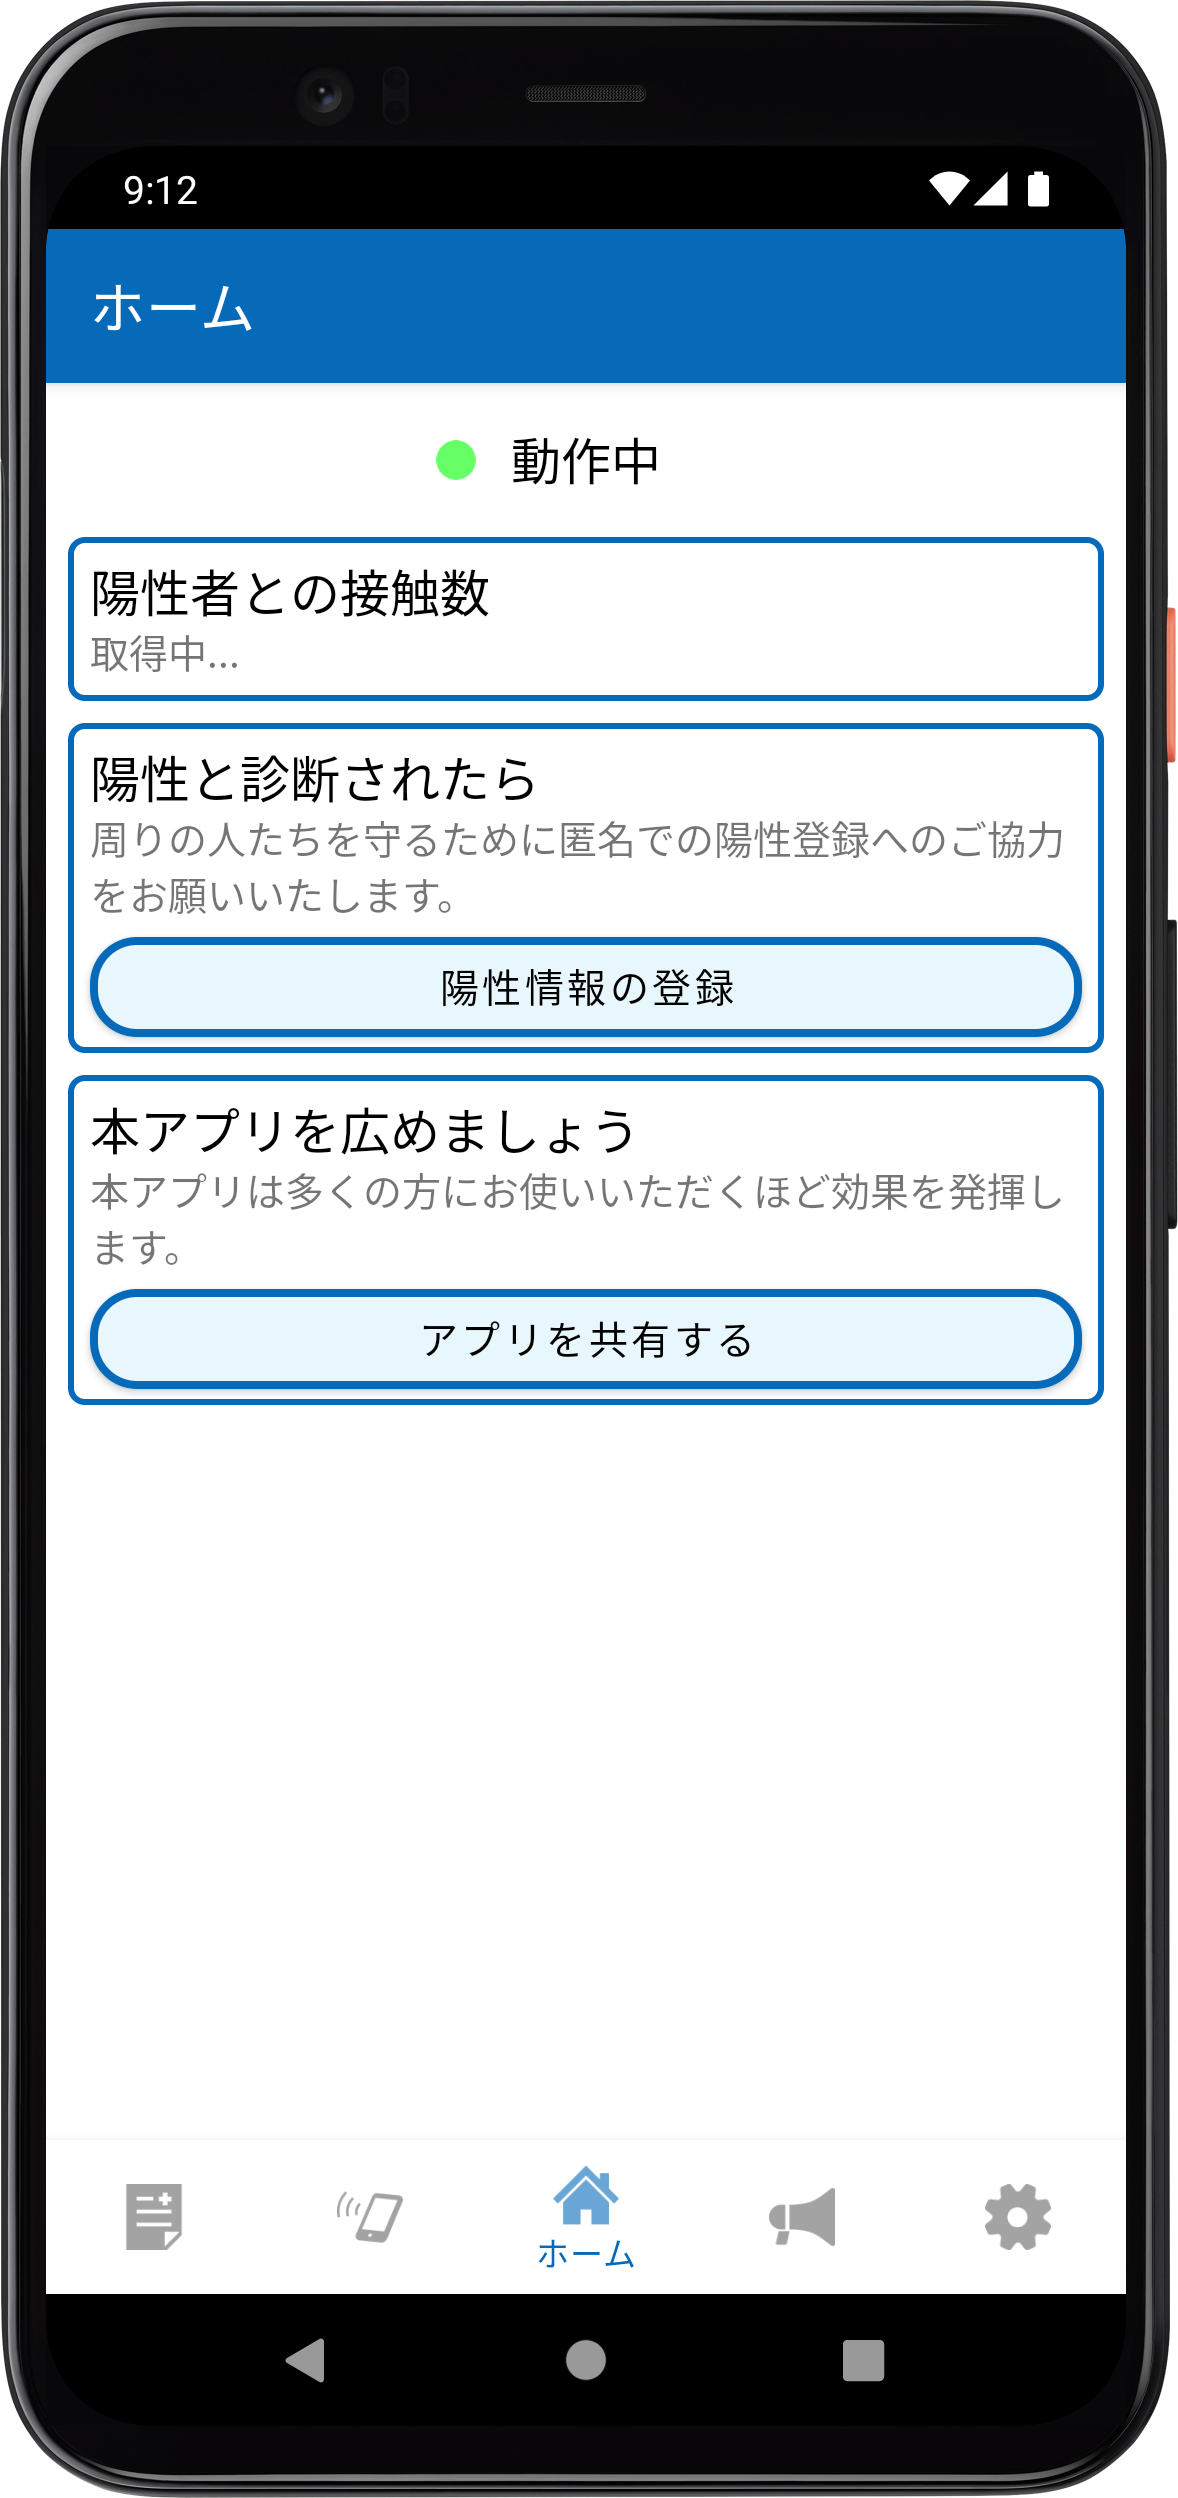 9:12
ホーム
動作中
陽性者との接触数
取得中...
陽性と診断されたら
周りの人たちを守るために匿名での陽性登録へのご協力
をお願いいたします。
陽性情報の登録
本アプリを広めましょう
本アプリは多くの方にお使いいただくほど効果を発揮し
ます。
アプリを共有する
ホーム